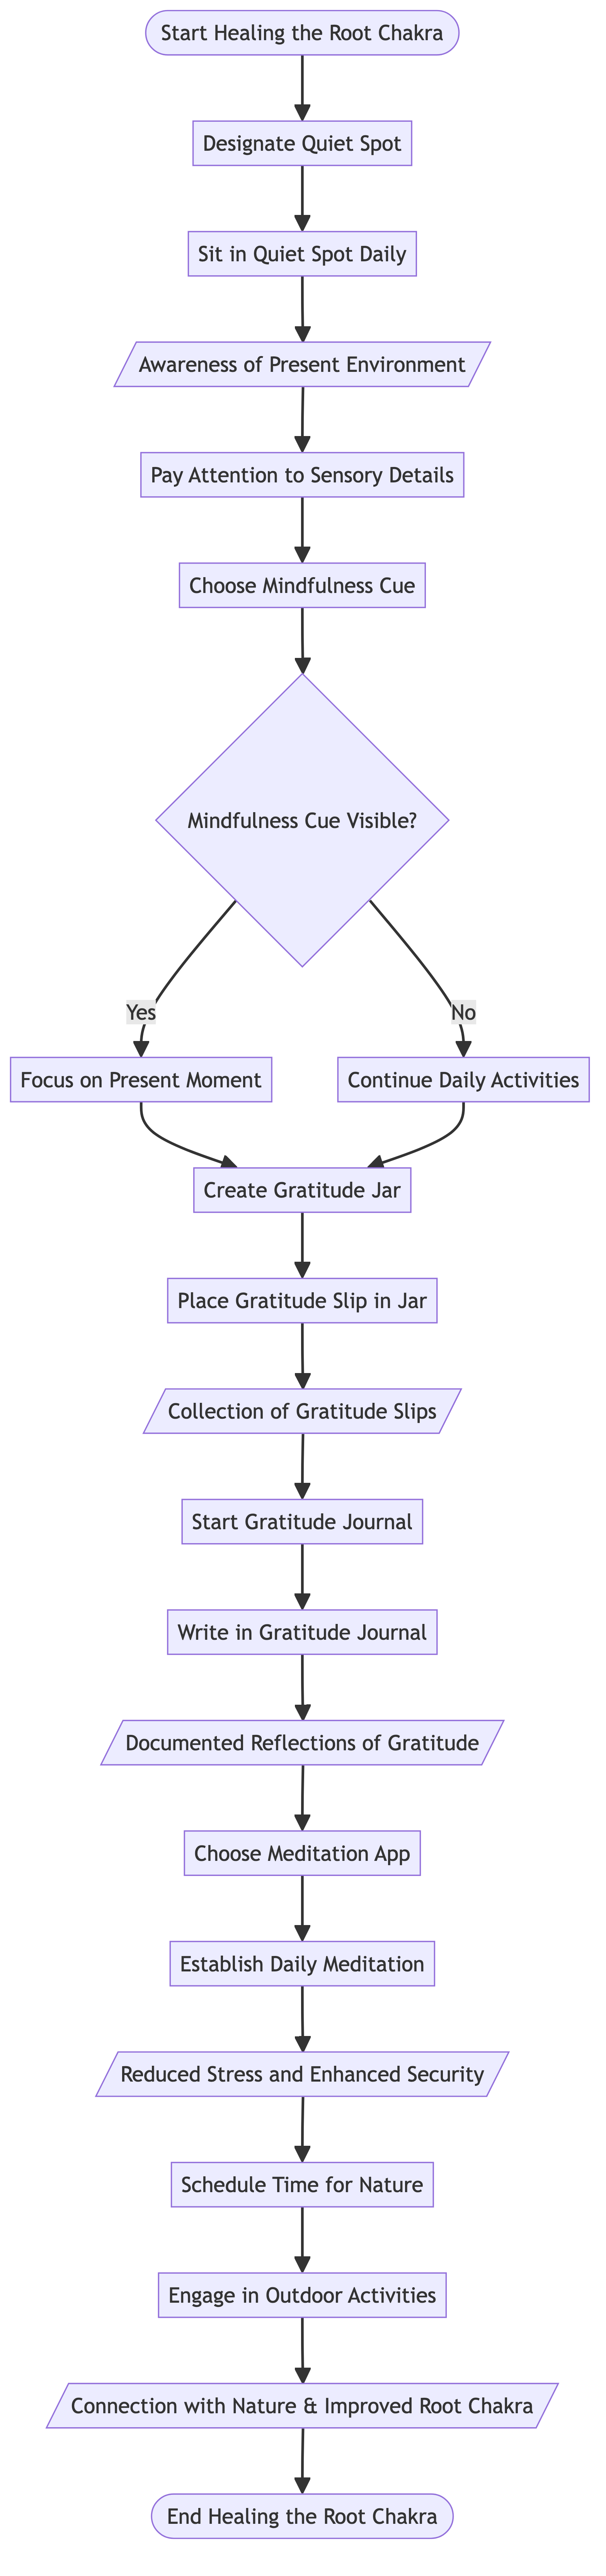 Start Healing the Root Chakra
Designate Quiet Spot
Sit in Quiet Spot Daily
Awareness of Present Environment
Pay Attention to Sensory Details
Choose Mindfulness Cue
Mindfulness Cue Visible?
Yes
No
Focus on Present Moment
Continue Daily Activities
Create Gratitude Jar
Place Gratitude Slip in Jar
Collection of Gratitude Slips
Start Gratitude Journal
Write in Gratitude Journal
Documented Reflections of Gratitude
Choose Meditation App
Establish Daily Meditation
Reduced Stress and Enhanced Security
Schedule Time for Nature
Engage in Outdoor Activities
Connection with Nature & Improved Root Chakra
End Healing the Root Chakra